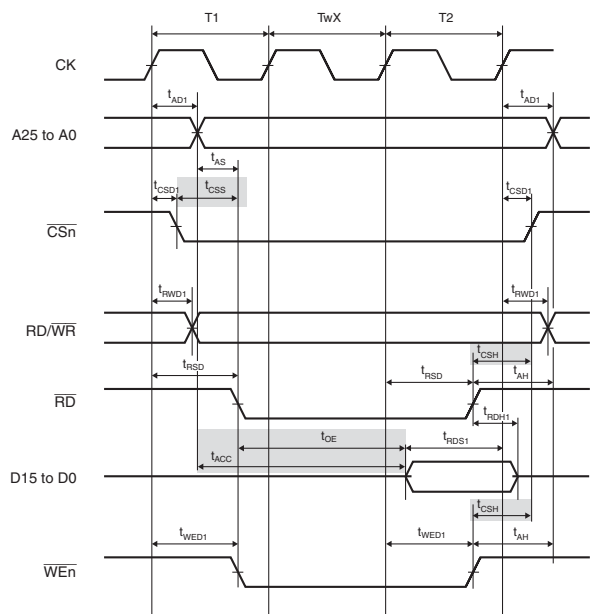 T1 TwX T2
CK
tAD1 tAD1
A25 to A0
tAS
tCSD1 tCSS tCSD1
CSn
tRWD1 tRWD1
RD/WR
tCSH
tRSD tRSD tAH
RD
tRDH1
tOE tRDS1
tACC
D15 to D0
tCSH
tWED1 tWED1 tAH
WEn